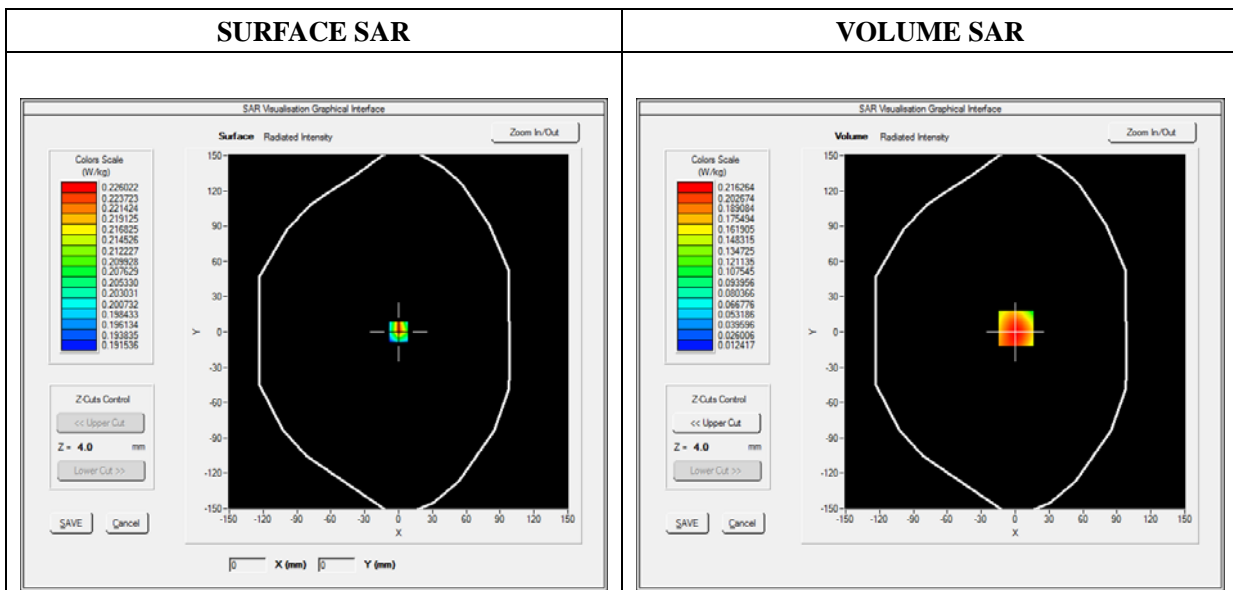 SURFACE SAR
SAR Visualisation Graphical Interface
Surface Radiated Intensity
Zoom In/Out
Colors Scale
(W/kg)
0.226022
0.223723
0.221424
0.219125
0.216825
0.214526
0.212227
0.209928
0.207629
0.205330
0.203031
0.200732
0.198433
0.196134
0.193835
0.191536
Z-Cuts Control
<< Upper Cut
Z = 4.0 mm
Lower Cut >>
SAVE Cancel
150
120
90
60
30
0
-30
-60
-90
-120
-150
Y
-150 -120 -90 -60 -30 0 30 60 90 120 150
X
0 X (mm) 0 Y (mm)
VOLUME SAR
SAR Visualisation Graphical Interface
Volume Radiated Intensity
Zoom In/Out
Colors Scale
(W/kg)
0.216264
0.202674
0.189084
0.175494
0.161905
0.148315
0.134725
0.121135
0.107545
0.093956
0.080366
0.066776
0.053186
0.039596
0.026006
0.012417
Z-Cuts Control
<< Upper Cut
Z = 4.0 mm
Lower Cut >>
SAVE Cancel
150
120
90
60
30
0
-30
-60
-90
-120
-150
Y
-150 -120 -90 -60 -30 0 30 60 90 120 150
X